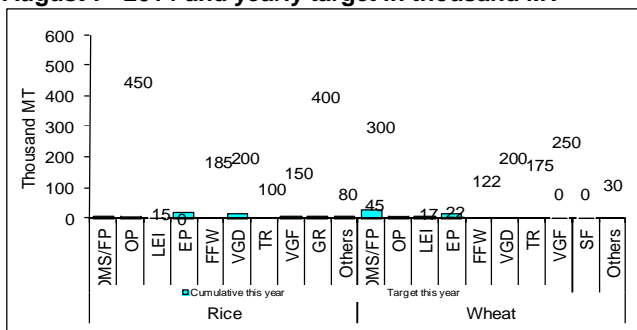 August and yearly target in thousand MT
600
500
400
300
200
100
0
Thousand MT
450
15
0
185
200
100
150
400
80
300
45
17
22
122
200
175
250
0
0
30
OMS/FP
OP
LEI
EP
FFW
VGD
TR
VGF
GR
Others
OMS/FP
OP
LEI
EP
FFW
VGD
TR
VGF
SF
Others
Cumulative this year Target this year
Rice Wheat